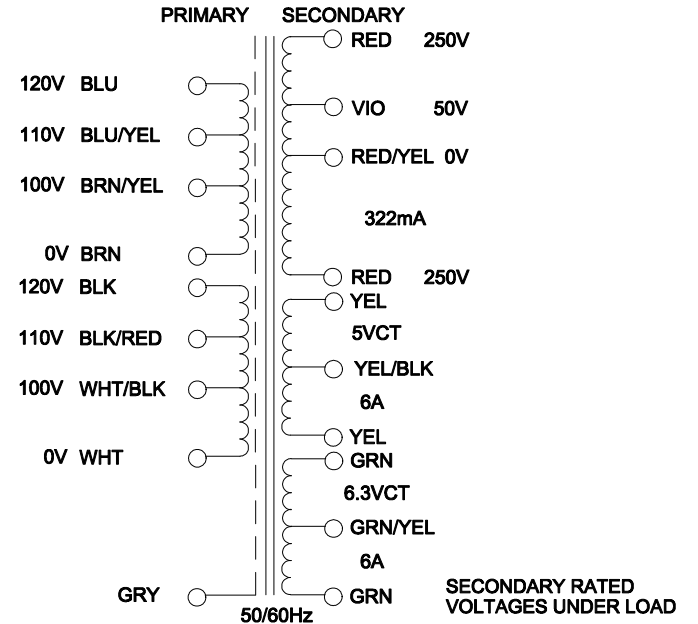 PRIMARY SECONDARY
RED 250V
120V BLU
VIO 50V
110V BLU/YEL
RED/YEL 0V
100V BRN/YEL
322mA
0V BRN
RED 250V
120V BLK
YEL
110V BLK/RED
5VCT
YEL/BLK
100V WHT/BLK
6A
YEL
0V WHT
GRN
6.3VCT
GRN/YEL
6A
GRY
GRN
SECONDARY RATED
VOLTAGES UNDER LOAD
50/60Hz